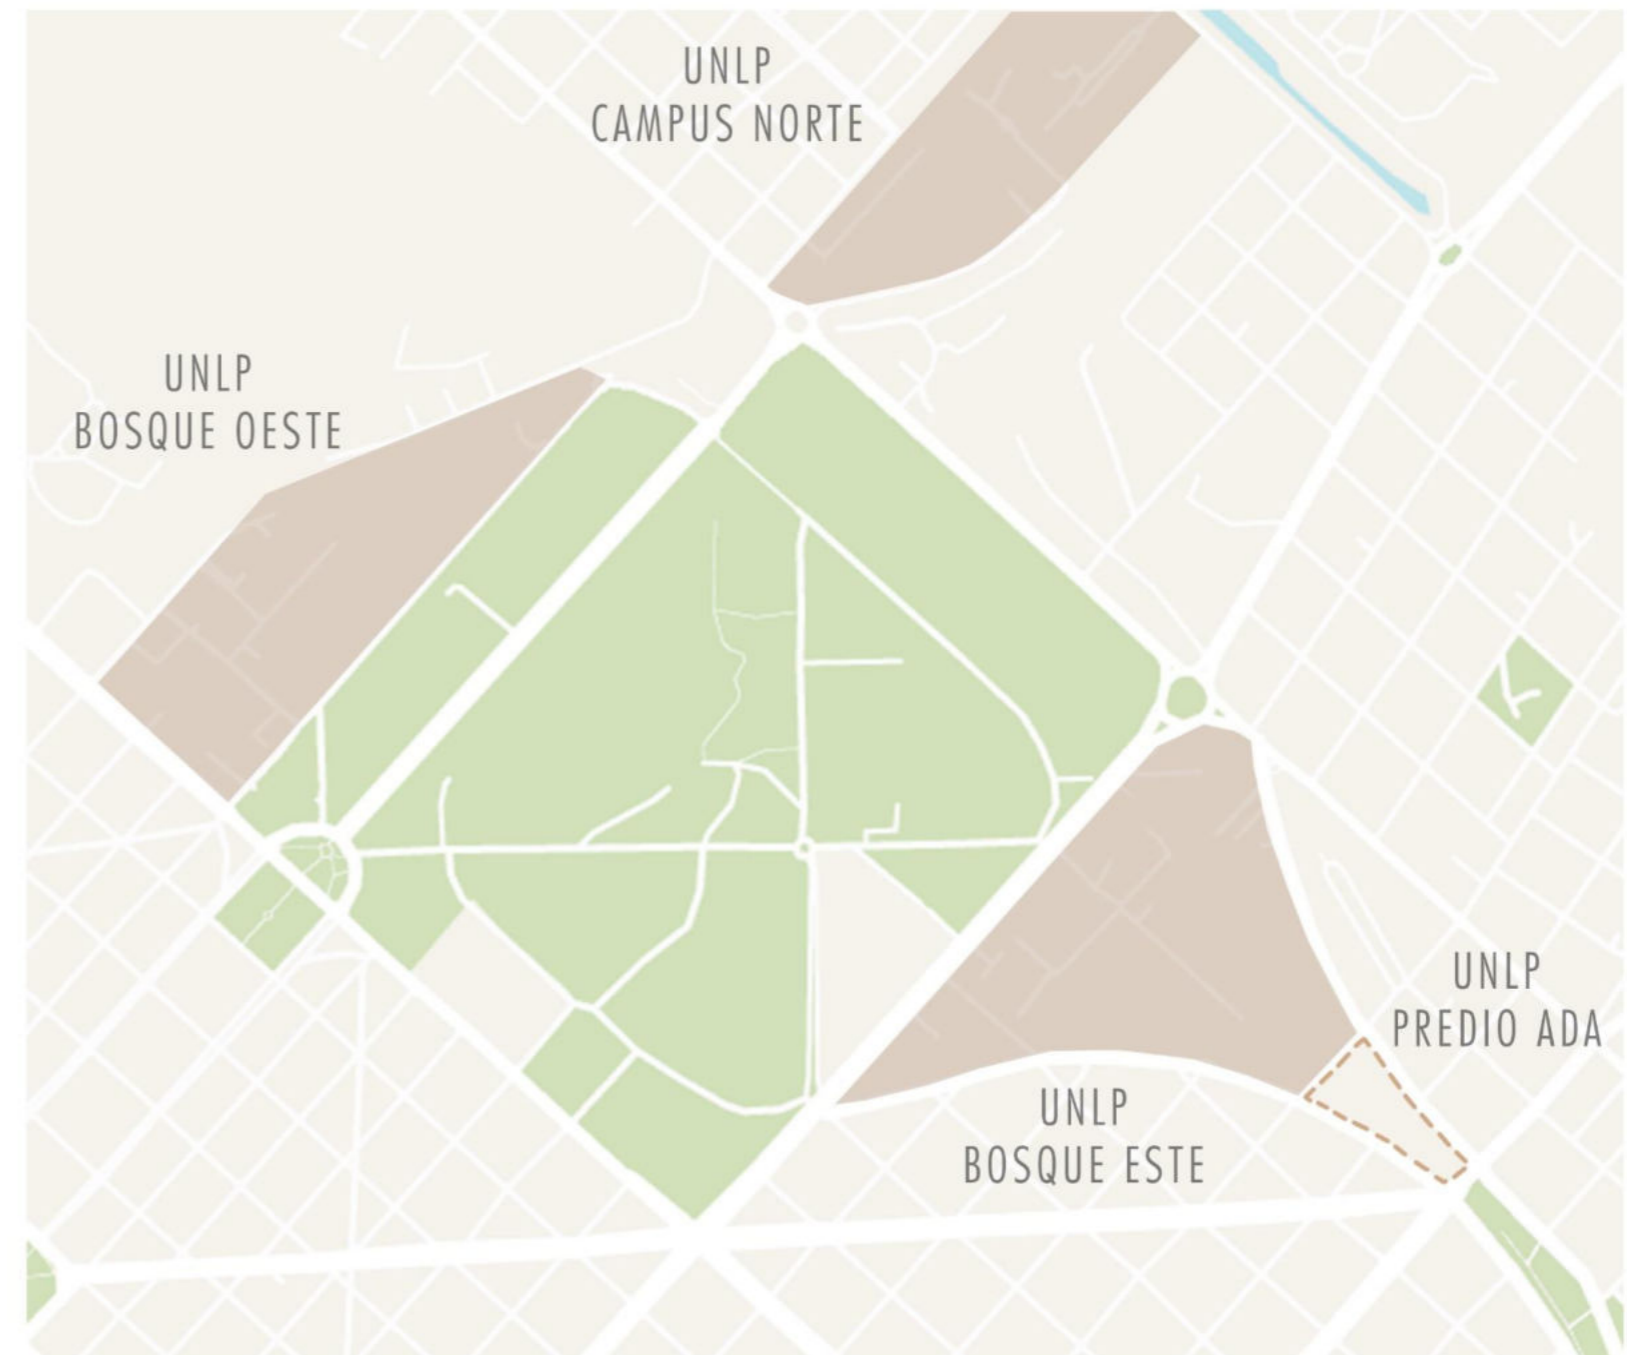 UNLP
CAMPUS NORTE
UNLP
BOSQUE OESTE
UNLP
PREDIO ADA
UNLP
BOSQUE ESTE